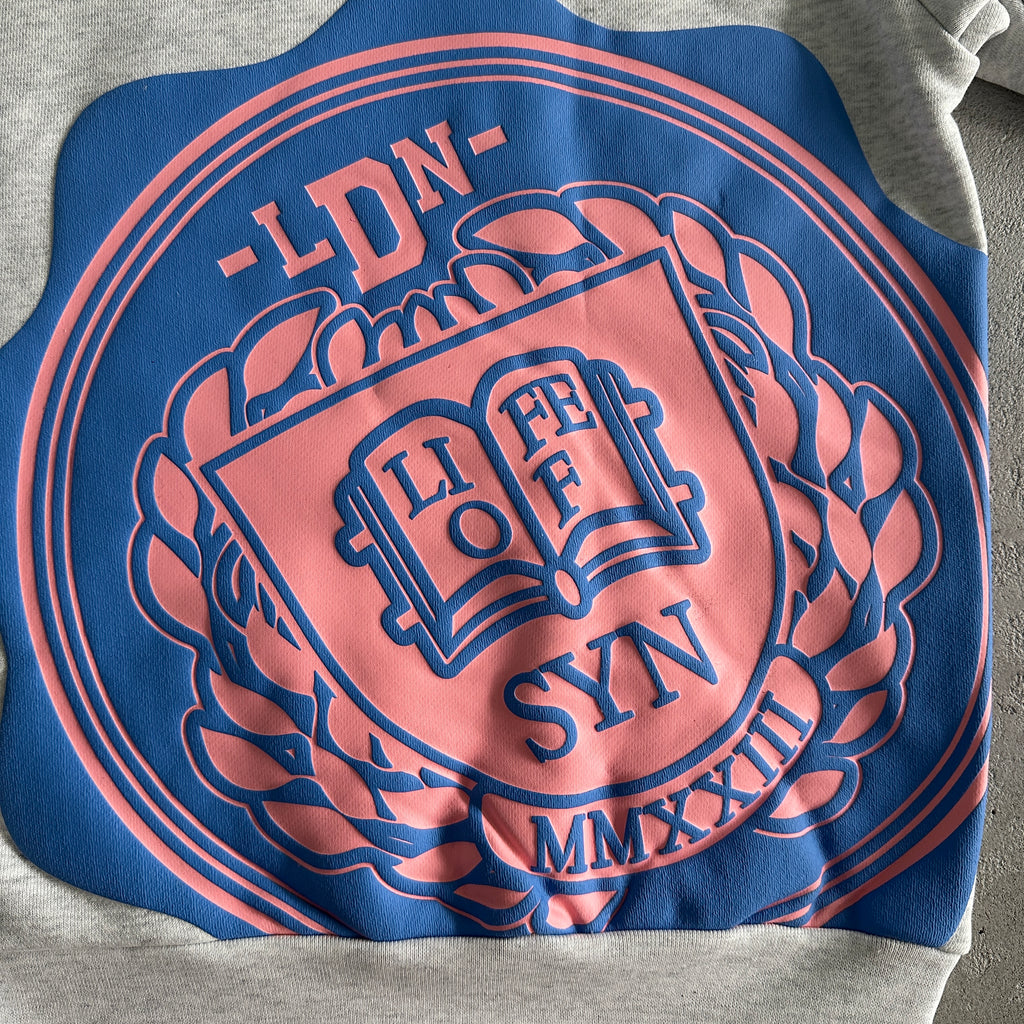 -LDN-
LI FE
O F
SYN
MMXXIII